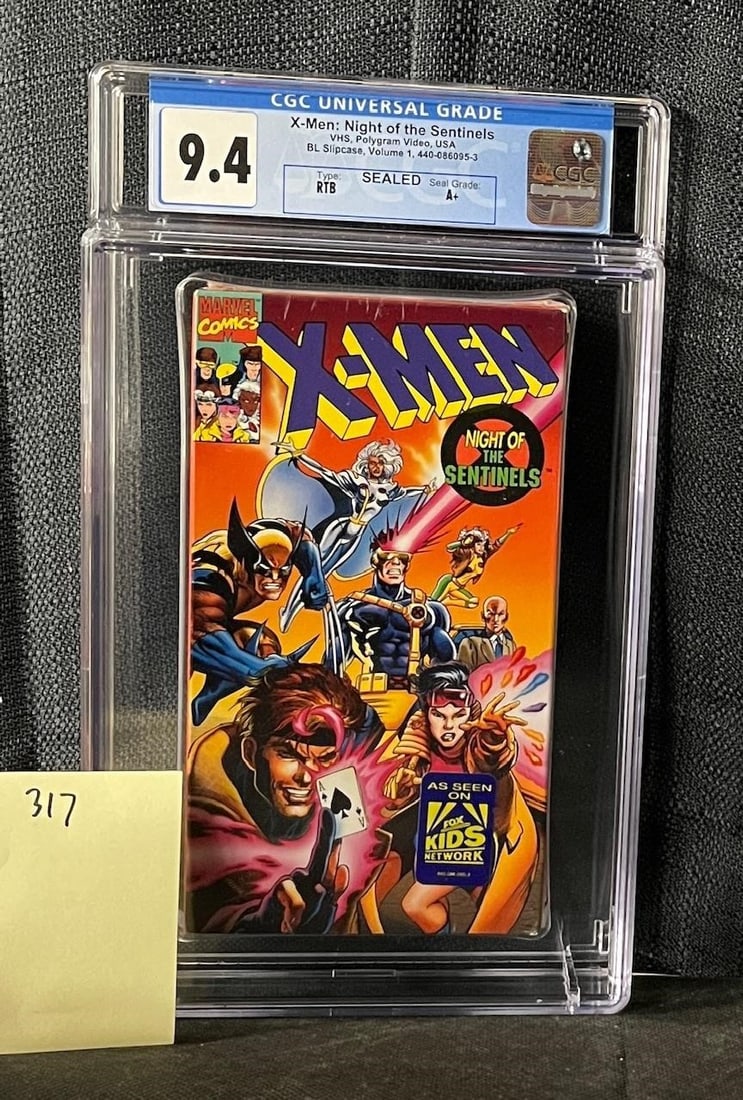 CGC UNIVERSAL GRADE
9.4
X-Men: Night of the Sentinels
VHS, Polygram Video, USA
BL Slipcase, Volume 1, 440-086095-3
Type: SEALED Seal Grade:
RTB A+
CGC
MARVEL
COMICS
X-MEN
NIGHT OF
THE
SENTINELS
AS SEEN
ON
FOX
KIDS
NETWORK
317